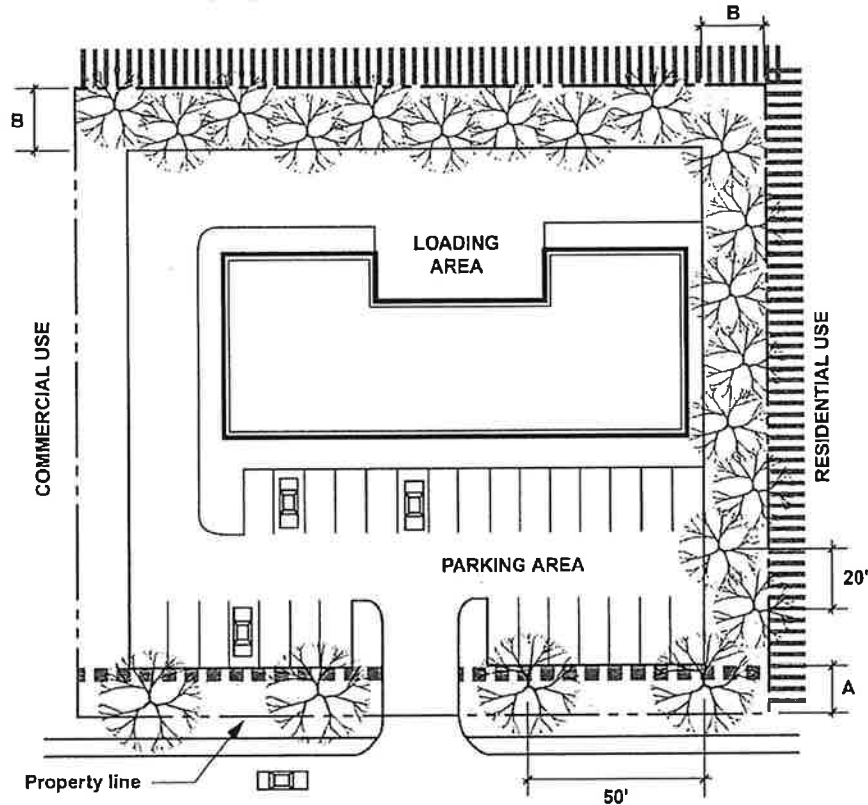 B
B
LOADING
AREA
COMMERCIAL USE
RESIDENTIAL USE
PARKING AREA
20'
A
Property line
50'